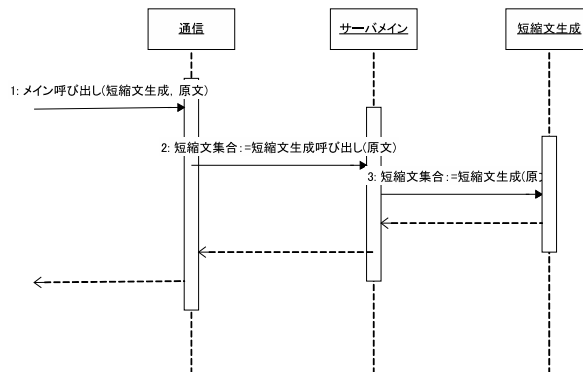 通信
サーバメイン
短縮文生成
1: メイン呼び出し(短縮文生成, 原文)
2: 短縮文集合:=短縮文生成呼び出し(原文)
3: 短縮文集合:=短縮文生成(原